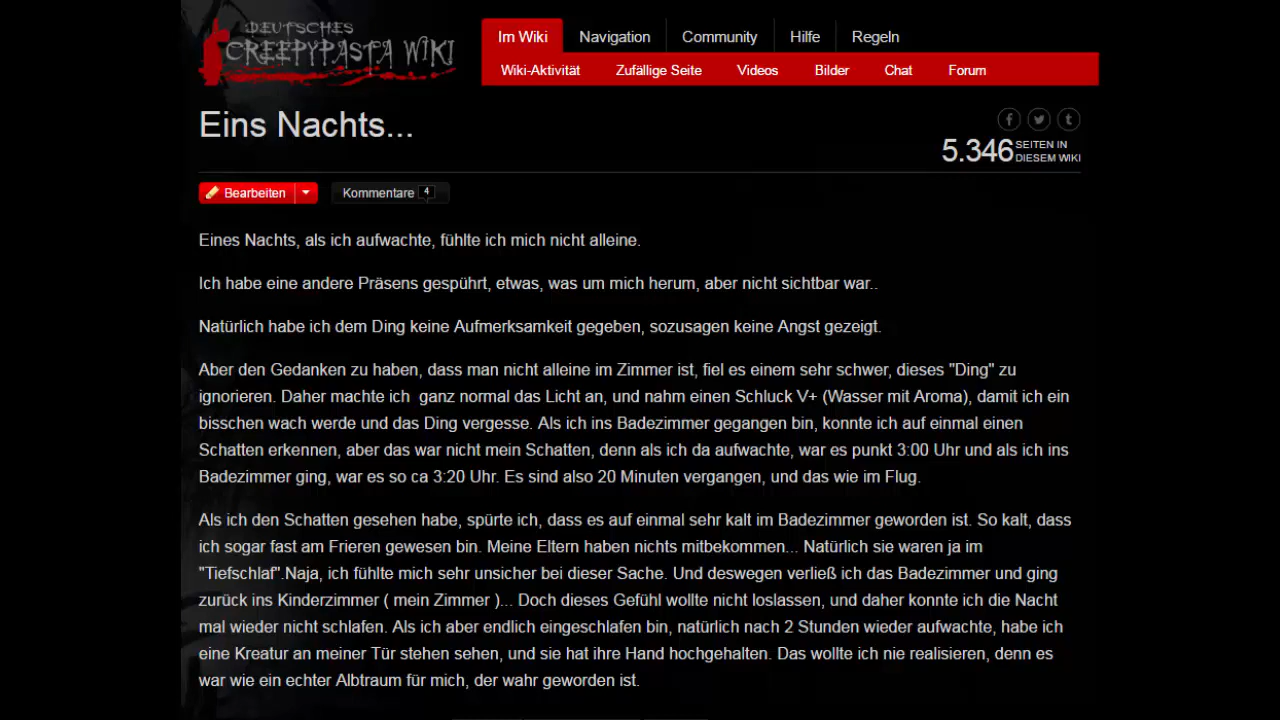 DEUTSCHES
CREEPYPASTA WIKI
Im Wiki Navigation Community Hilfe Regeln
Wiki-Aktivität Zufällige Seite Videos Bilder Chat Forum
Eins Nachts...
5.346 SEITEN IN
DIESEM WIKI
Bearbeiten Kommentare 4
Eines Nachts, als ich aufwachte, fühlte ich mich nicht alleine.
Ich habe eine andere Präsens gespührt, etwas, was um mich herum, aber nicht sichtbar war..
Natürlich habe ich dem Ding keine Aufmerksamkeit gegeben, sozusagen keine Angst gezeigt.
Aber den Gedanken zu haben, dass man nicht alleine im Zimmer ist, fiel es einem sehr schwer, dieses "Ding" zu
ignorieren. Daher machte ich  ganz normal das Licht an, und nahm einen Schluck V+ (Wasser mit Aroma), damit ich ein
bisschen wach werde und das Ding vergesse. Als ich ins Badezimmer gegangen bin, konnte ich auf einmal einen
Schatten erkennen, aber das war nicht mein Schatten, denn als ich da aufwachte, war es punkt 3:00 Uhr und als ich ins
Badezimmer ging, war es so ca 3:20 Uhr. Es sind also 20 Minuten vergangen, und das wie im Flug.
Als ich den Schatten gesehen habe, spürte ich, dass es auf einmal sehr kalt im Badezimmer geworden ist. So kalt, dass
ich sogar fast am Frieren gewesen bin. Meine Eltern haben nichts mitbekommen... Natürlich sie waren ja im
"Tiefschlaf".Naja, ich fühlte mich sehr unsicher bei dieser Sache. Und deswegen verließ ich das Badezimmer und ging
zurück ins Kinderzimmer ( mein Zimmer )... Doch dieses Gefühl wollte nicht loslassen, und daher konnte ich die Nacht
mal wieder nicht schlafen. Als ich aber endlich eingeschlafen bin, natürlich nach 2 Stunden wieder aufwachte, habe ich
eine Kreatur an meiner Tür stehen sehen, und sie hat ihre Hand hochgehalten. Das wollte ich nie realisieren, denn es
war wie ein echter Albtraum für mich, der wahr geworden ist.